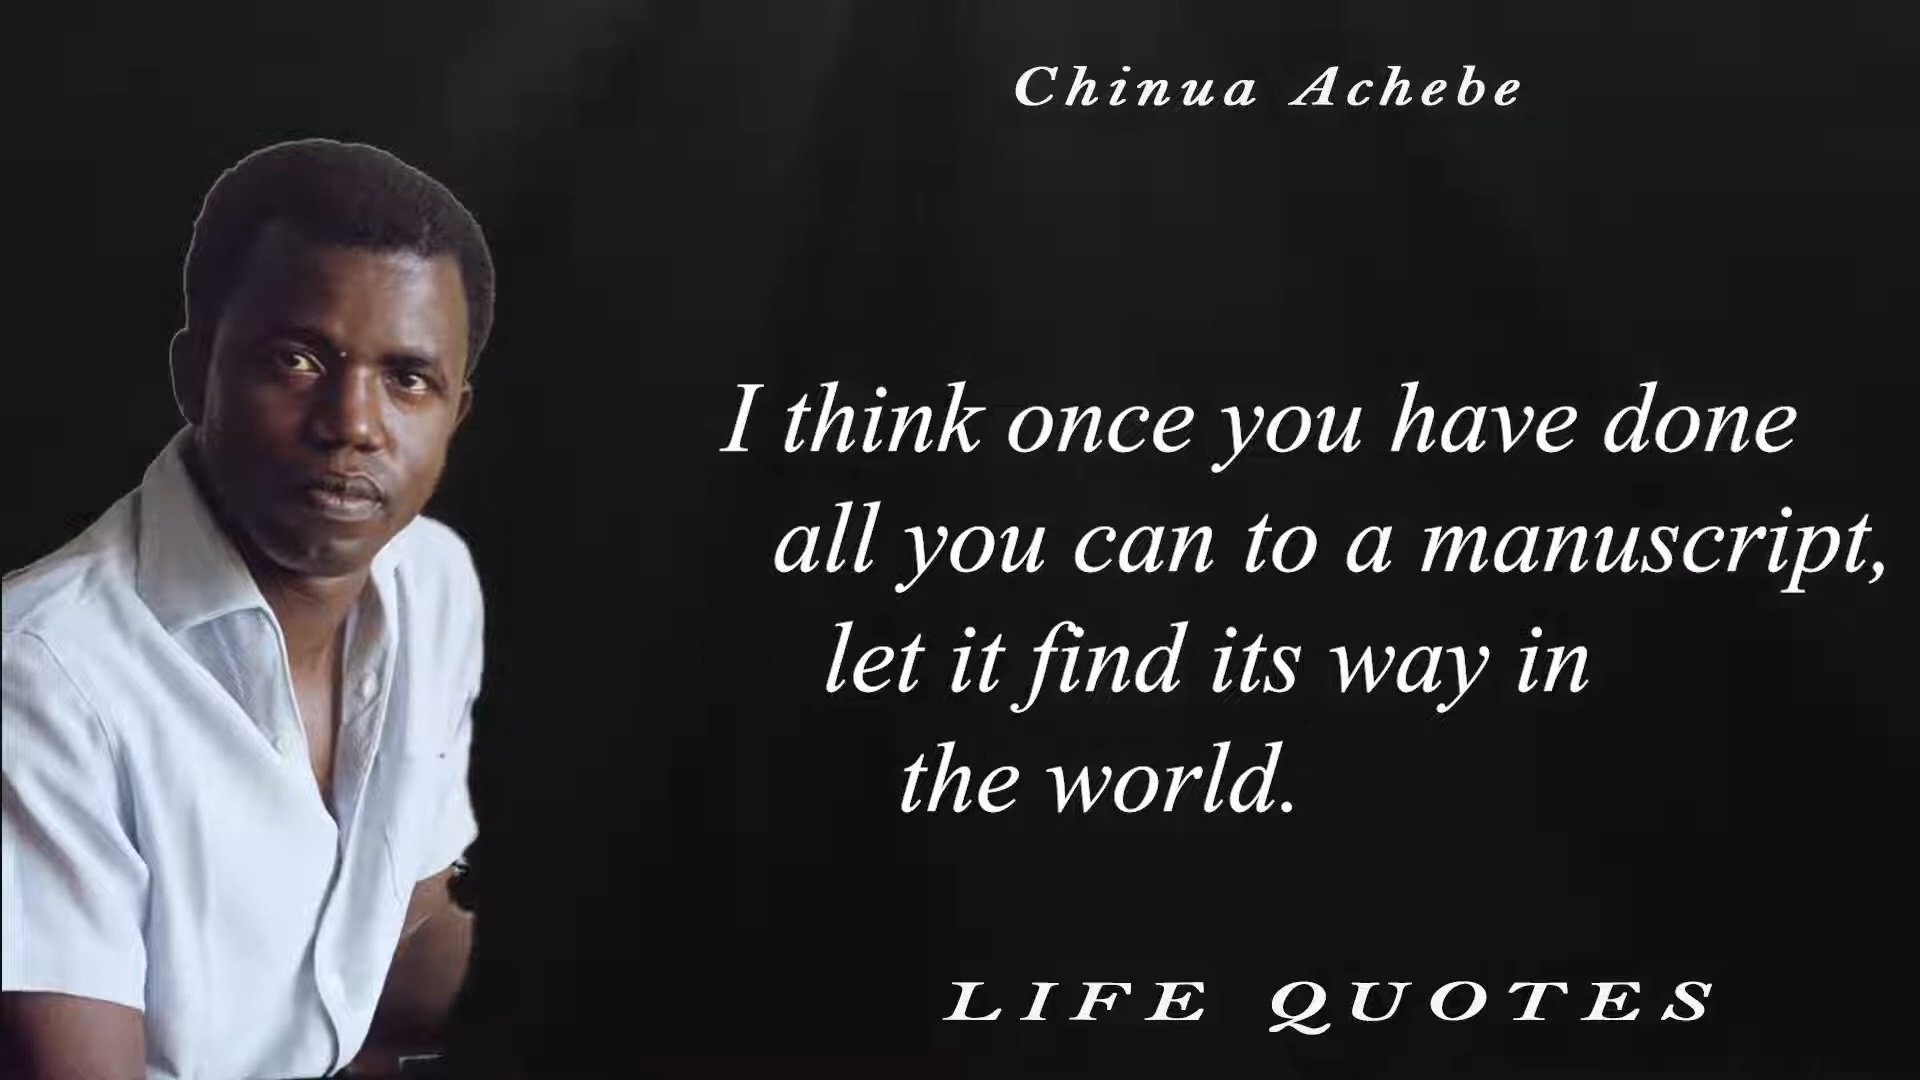 Chinua Achebe
I think once you have done
all you can to a manuscript,
let it find its way in
the world.
LIFE QUOTES